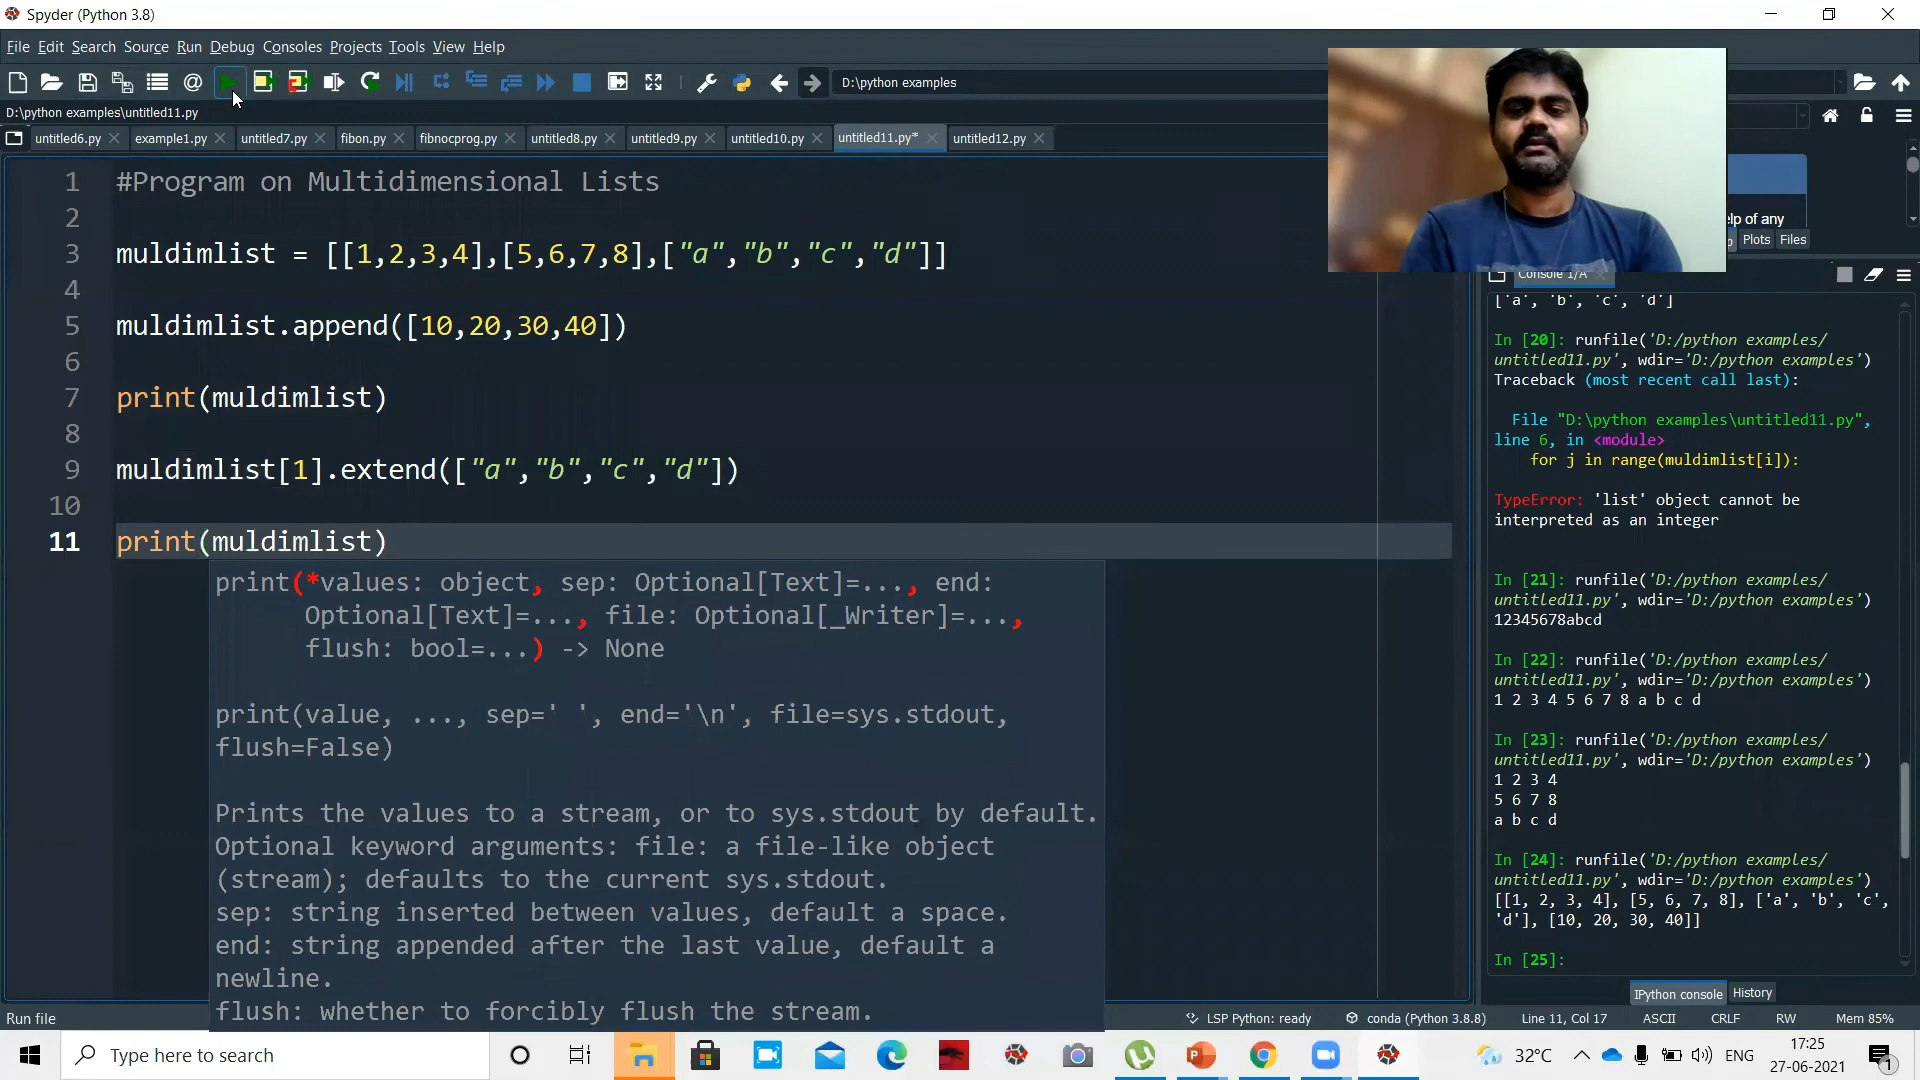 Spyder (Python 3.8)
File Edit Search Source Run Debug Consoles Projects Tools View Help
D:\python examples
D:\python examples\untitled11.py
untitled6.py example1.py untitled7.py fibon.py fibnocprog.py untitled8.py untitled9.py untitled10.py untitled11.py* untitled12.py
1 #Program on Multidimensional Lists
2
3 muldimlist = [[1,2,3,4],[5,6,7,8],["a","b","c","d"]]
4
5 muldimlist.append([10,20,30,40])
6
7 print(muldimlist)
8
9 muldimlist[1].extend(["a","b","c","d"])
10
11 print(muldimlist)
print(*values: object, sep: Optional[Text]=..., end:
Optional[Text]=..., file: Optional[_Writer]=...,
flush: bool=...) -> None
print(value, ..., sep=' ', end='\n', file=sys.stdout,
flush=False)
Prints the values to a stream, or to sys.stdout by default.
Optional keyword arguments: file: a file-like object
(stream); defaults to the current sys.stdout.
sep: string inserted between values, default a space.
end: string appended after the last value, default a
newline.
flush: whether to forcibly flush the stream.
elp of any
Plots Files
Console 1/A
['a', 'b', 'c', 'd']
In [20]: runfile('D:/python examples/
untitled11.py', wdir='D:/python examples')
Traceback (most recent call last):
File "D:\python examples\untitled11.py",
line 6, in <module>
for j in range(muldimlist[i]):
TypeError: 'list' object cannot be
interpreted as an integer
In [21]: runfile('D:/python examples/
untitled11.py', wdir='D:/python examples')
12345678abcd
In [22]: runfile('D:/python examples/
untitled11.py', wdir='D:/python examples')
1 2 3 4 5 6 7 8 a b c d
In [23]: runfile('D:/python examples/
untitled11.py', wdir='D:/python examples')
1 2 3 4
5 6 7 8
a b c d
In [24]: runfile('D:/python examples/
untitled11.py', wdir='D:/python examples')
[[1, 2, 3, 4], [5, 6, 7, 8], ['a', 'b', 'c',
'd'], [10, 20, 30, 40]]
In [25]:
IPython console History
Run file
LSP Python: ready conda (Python 3.8.8) Line 11, Col 17 ASCII CRLF RW Mem 85%
Type here to search
32°C ENG
17:25
27-06-2021
1